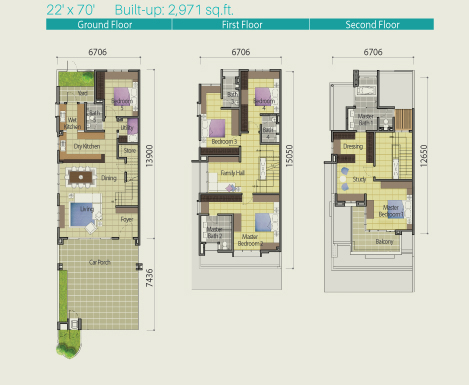 22' x 70' Built-up: 2,971 sq.ft.
Ground Floor
First Floor
Second Floor
6706
6706
6706
Yard
Bedroom 5
Bath
Wet Kitchen
Utility
Dry Kitchen
Store
Dining
Living
Foyer
Car Porch
13900
7436
Bath 3
Bedroom 4
Bath 4
Bedroom 3
Family Hall
Master Bath 2
Master Bedroom 2
15050
Master Bath 1
Dressing
Study
Master Bedroom 1
Balcony
12650